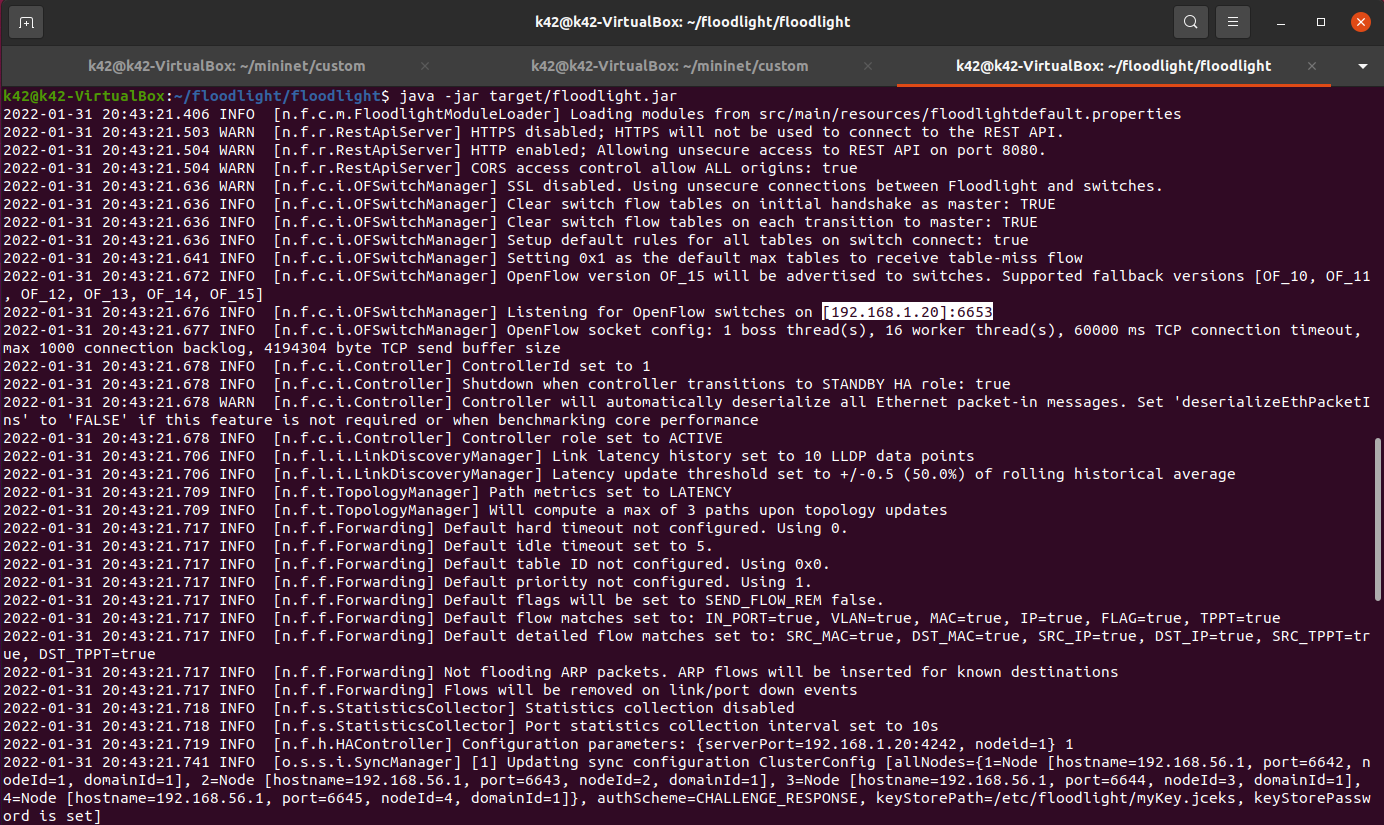 k42@k42-VirtualBox: ~/floodlight/floodlight
k42@k42-VirtualBox: ~/mininet/custom
k42@k42-VirtualBox: ~/mininet/custom
k42@k42-VirtualBox: ~/floodlight/floodlight
k42@k42-VirtualBox:~/floodlight/floodlight$ java -jar target/floodlight.jar
2022-01-31 20:43:21.406 INFO  [n.f.c.m.FloodlightModuleLoader] Loading modules from src/main/resources/floodlightdefault.properties
2022-01-31 20:43:21.503 WARN  [n.f.r.RestApiServer] HTTPS disabled; HTTPS will not be used to connect to the REST API.
2022-01-31 20:43:21.504 WARN  [n.f.r.RestApiServer] HTTP enabled; Allowing unsecure access to REST API on port 8080.
2022-01-31 20:43:21.504 WARN  [n.f.r.RestApiServer] CORS access control allow ALL origins: true
2022-01-31 20:43:21.636 WARN  [n.f.c.i.OFSwitchManager] SSL disabled. Using unsecure connections between Floodlight and switches.
2022-01-31 20:43:21.636 INFO  [n.f.c.i.OFSwitchManager] Clear switch flow tables on initial handshake as master: TRUE
2022-01-31 20:43:21.636 INFO  [n.f.c.i.OFSwitchManager] Clear switch flow tables on each transition to master: TRUE
2022-01-31 20:43:21.636 INFO  [n.f.c.i.OFSwitchManager] Setup default rules for all tables on switch connect: true
2022-01-31 20:43:21.641 INFO  [n.f.c.i.OFSwitchManager] Setting 0x1 as the default max tables to receive table-miss flow
2022-01-31 20:43:21.672 INFO  [n.f.c.i.OFSwitchManager] OpenFlow version OF_15 will be advertised to switches. Supported fallback versions [OF_10, OF_11
, OF_12, OF_13, OF_14, OF_15]
2022-01-31 20:43:21.676 INFO  [n.f.c.i.OFSwitchManager] Listening for OpenFlow switches on [192.168.1.20]:6653
2022-01-31 20:43:21.677 INFO  [n.f.c.i.OFSwitchManager] OpenFlow socket config: 1 boss thread(s), 16 worker thread(s), 60000 ms TCP connection timeout,
max 1000 connection backlog, 4194304 byte TCP send buffer size
2022-01-31 20:43:21.678 INFO  [n.f.c.i.Controller] ControllerId set to 1
2022-01-31 20:43:21.678 INFO  [n.f.c.i.Controller] Shutdown when controller transitions to STANDBY HA role: true
2022-01-31 20:43:21.678 WARN  [n.f.c.i.Controller] Controller will automatically deserialize all Ethernet packet-in messages. Set 'deserializeEthPacketI
ns' to 'FALSE' if this feature is not required or when benchmarking core performance
2022-01-31 20:43:21.678 INFO  [n.f.c.i.Controller] Controller role set to ACTIVE
2022-01-31 20:43:21.706 INFO  [n.f.l.i.LinkDiscoveryManager] Link latency history set to 10 LLDP data points
2022-01-31 20:43:21.706 INFO  [n.f.l.i.LinkDiscoveryManager] Latency update threshold set to +/-0.5 (50.0%) of rolling historical average
2022-01-31 20:43:21.709 INFO  [n.f.t.TopologyManager] Path metrics set to LATENCY
2022-01-31 20:43:21.709 INFO  [n.f.t.TopologyManager] Will compute a max of 3 paths upon topology updates
2022-01-31 20:43:21.717 INFO  [n.f.f.Forwarding] Default hard timeout not configured. Using 0.
2022-01-31 20:43:21.717 INFO  [n.f.f.Forwarding] Default idle timeout set to 5.
2022-01-31 20:43:21.717 INFO  [n.f.f.Forwarding] Default table ID not configured. Using 0x0.
2022-01-31 20:43:21.717 INFO  [n.f.f.Forwarding] Default priority not configured. Using 1.
2022-01-31 20:43:21.717 INFO  [n.f.f.Forwarding] Default flags will be set to SEND_FLOW_REM false.
2022-01-31 20:43:21.717 INFO  [n.f.f.Forwarding] Default flow matches set to: IN_PORT=true, VLAN=true, MAC=true, IP=true, FLAG=true, TPPT=true
2022-01-31 20:43:21.717 INFO  [n.f.f.Forwarding] Default detailed flow matches set to: SRC_MAC=true, DST_MAC=true, SRC_IP=true, DST_IP=true, SRC_TPPT=tr
ue, DST_TPPT=true
2022-01-31 20:43:21.717 INFO  [n.f.f.Forwarding] Not flooding ARP packets. ARP flows will be inserted for known destinations
2022-01-31 20:43:21.717 INFO  [n.f.f.Forwarding] Flows will be removed on link/port down events
2022-01-31 20:43:21.718 INFO  [n.f.s.StatisticsCollector] Statistics collection disabled
2022-01-31 20:43:21.718 INFO  [n.f.s.StatisticsCollector] Port statistics collection interval set to 10s
2022-01-31 20:43:21.719 INFO  [n.f.h.HAController] Configuration parameters: {serverPort=192.168.1.20:4242, nodeid=1} 1
2022-01-31 20:43:21.741 INFO  [o.s.s.i.SyncManager] [1] Updating sync configuration ClusterConfig [allNodes={1=Node [hostname=192.168.56.1, port=6642, n
odeId=1, domainId=1], 2=Node [hostname=192.168.56.1, port=6643, nodeId=2, domainId=1], 3=Node [hostname=192.168.56.1, port=6644, nodeId=3, domainId=1],
4=Node [hostname=192.168.56.1, port=6645, nodeId=4, domainId=1]}, authScheme=CHALLENGE_RESPONSE, keyStorePath=/etc/floodlight/myKey.jceks, keyStorePassw
ord is set]